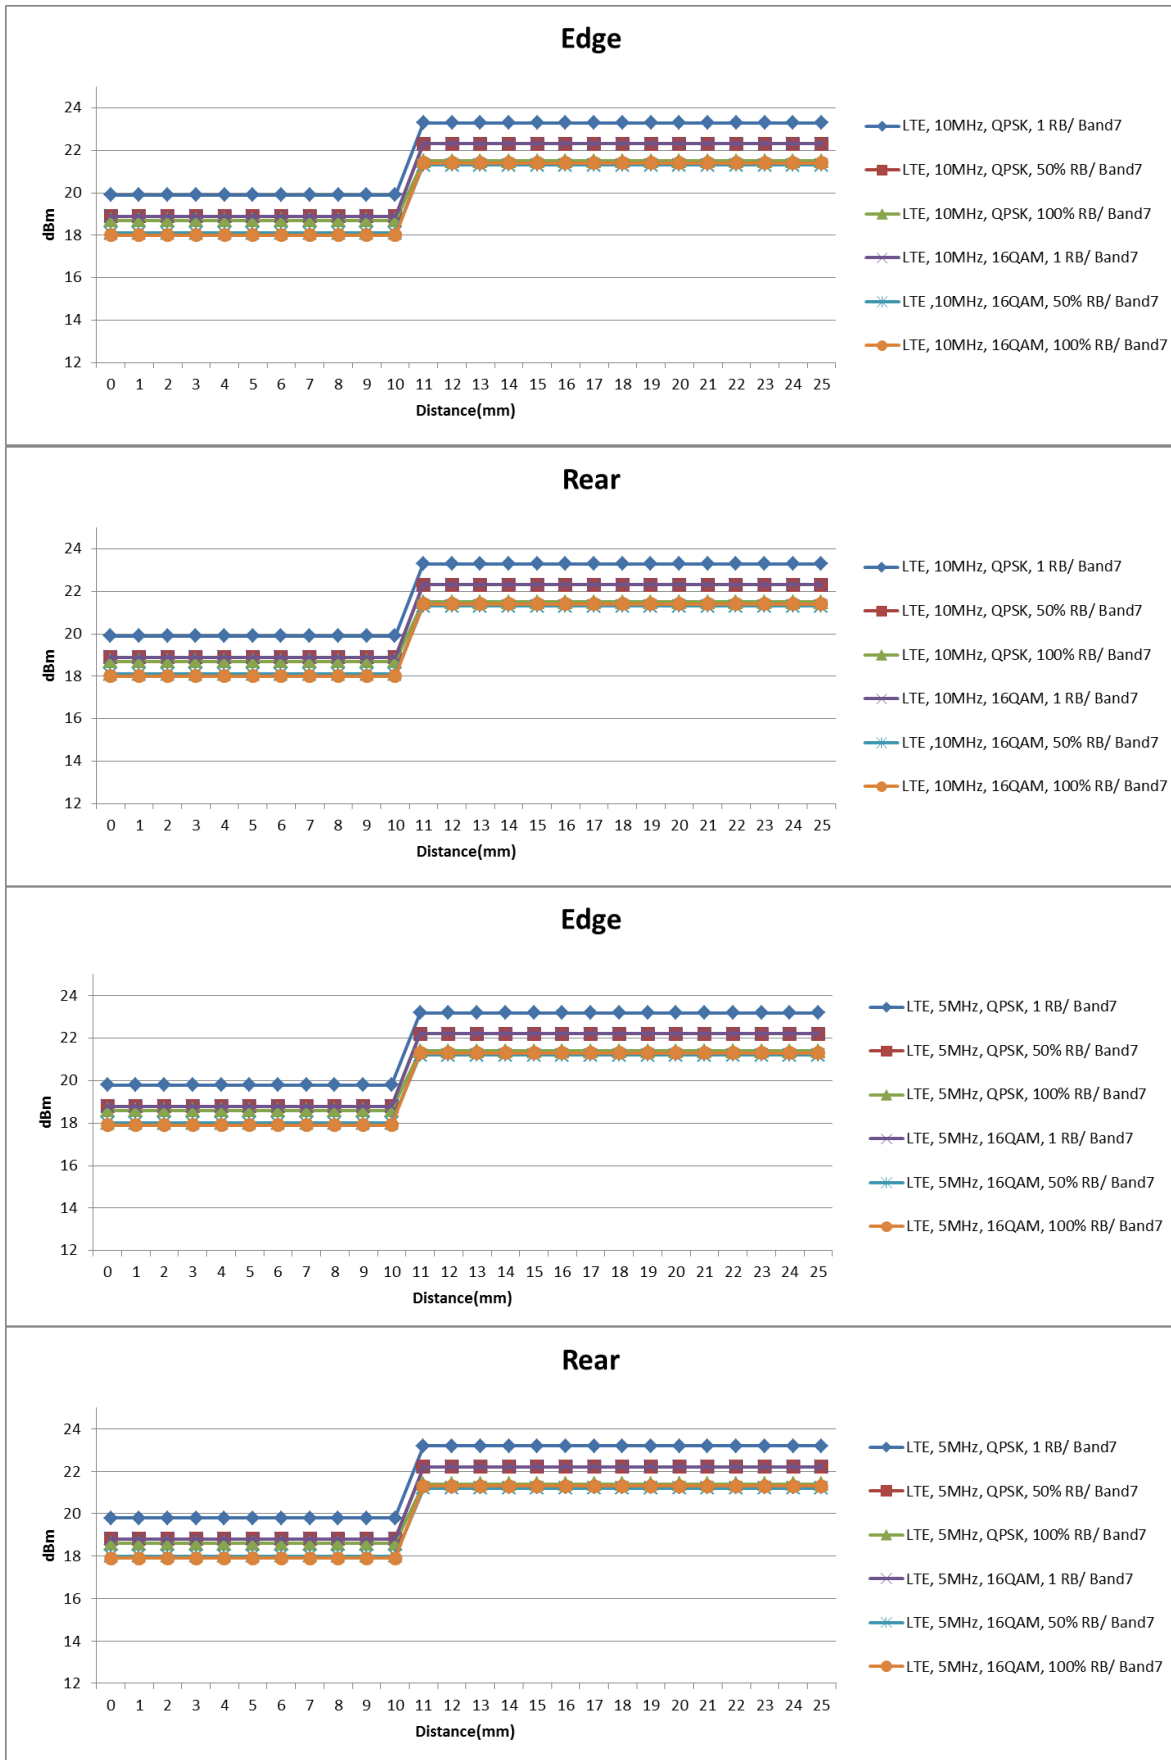 Edge
24
22
20
18
16
14
12
dBm
0 1 2 3 4 5 6 7 8 9 10 11 12 13 14 15 16 17 18 19 20 21 22 23 24 25
Distance(mm)
LTE, 10MHz, QPSK, 1 RB/ Band7
LTE, 10MHz, QPSK, 50% RB/ Band7
LTE, 10MHz, QPSK, 100% RB/ Band7
LTE, 10MHz, 16QAM, 1 RB/ Band7
LTE ,10MHz, 16QAM, 50% RB/ Band7
LTE, 10MHz, 16QAM, 100% RB/ Band7
Rear
24
22
20
18
16
14
12
dBm
0 1 2 3 4 5 6 7 8 9 10 11 12 13 14 15 16 17 18 19 20 21 22 23 24 25
Distance(mm)
LTE, 10MHz, QPSK, 1 RB/ Band7
LTE, 10MHz, QPSK, 50% RB/ Band7
LTE, 10MHz, QPSK, 100% RB/ Band7
LTE, 10MHz, 16QAM, 1 RB/ Band7
LTE ,10MHz, 16QAM, 50% RB/ Band7
LTE, 10MHz, 16QAM, 100% RB/ Band7
Edge
24
22
20
18
16
14
12
dBm
0 1 2 3 4 5 6 7 8 9 10 11 12 13 14 15 16 17 18 19 20 21 22 23 24 25
Distance(mm)
LTE, 5MHz, QPSK, 1 RB/ Band7
LTE, 5MHz, QPSK, 50% RB/ Band7
LTE, 5MHz, QPSK, 100% RB/ Band7
LTE, 5MHz, 16QAM, 1 RB/ Band7
LTE, 5MHz, 16QAM, 50% RB/ Band7
LTE, 5MHz, 16QAM, 100% RB/ Band7
Rear
24
22
20
18
16
14
12
dBm
0 1 2 3 4 5 6 7 8 9 10 11 12 13 14 15 16 17 18 19 20 21 22 23 24 25
Distance(mm)
LTE, 5MHz, QPSK, 1 RB/ Band7
LTE, 5MHz, QPSK, 50% RB/ Band7
LTE, 5MHz, QPSK, 100% RB/ Band7
LTE, 5MHz, 16QAM, 1 RB/ Band7
LTE, 5MHz, 16QAM, 50% RB/ Band7
LTE, 5MHz, 16QAM, 100% RB/ Band7